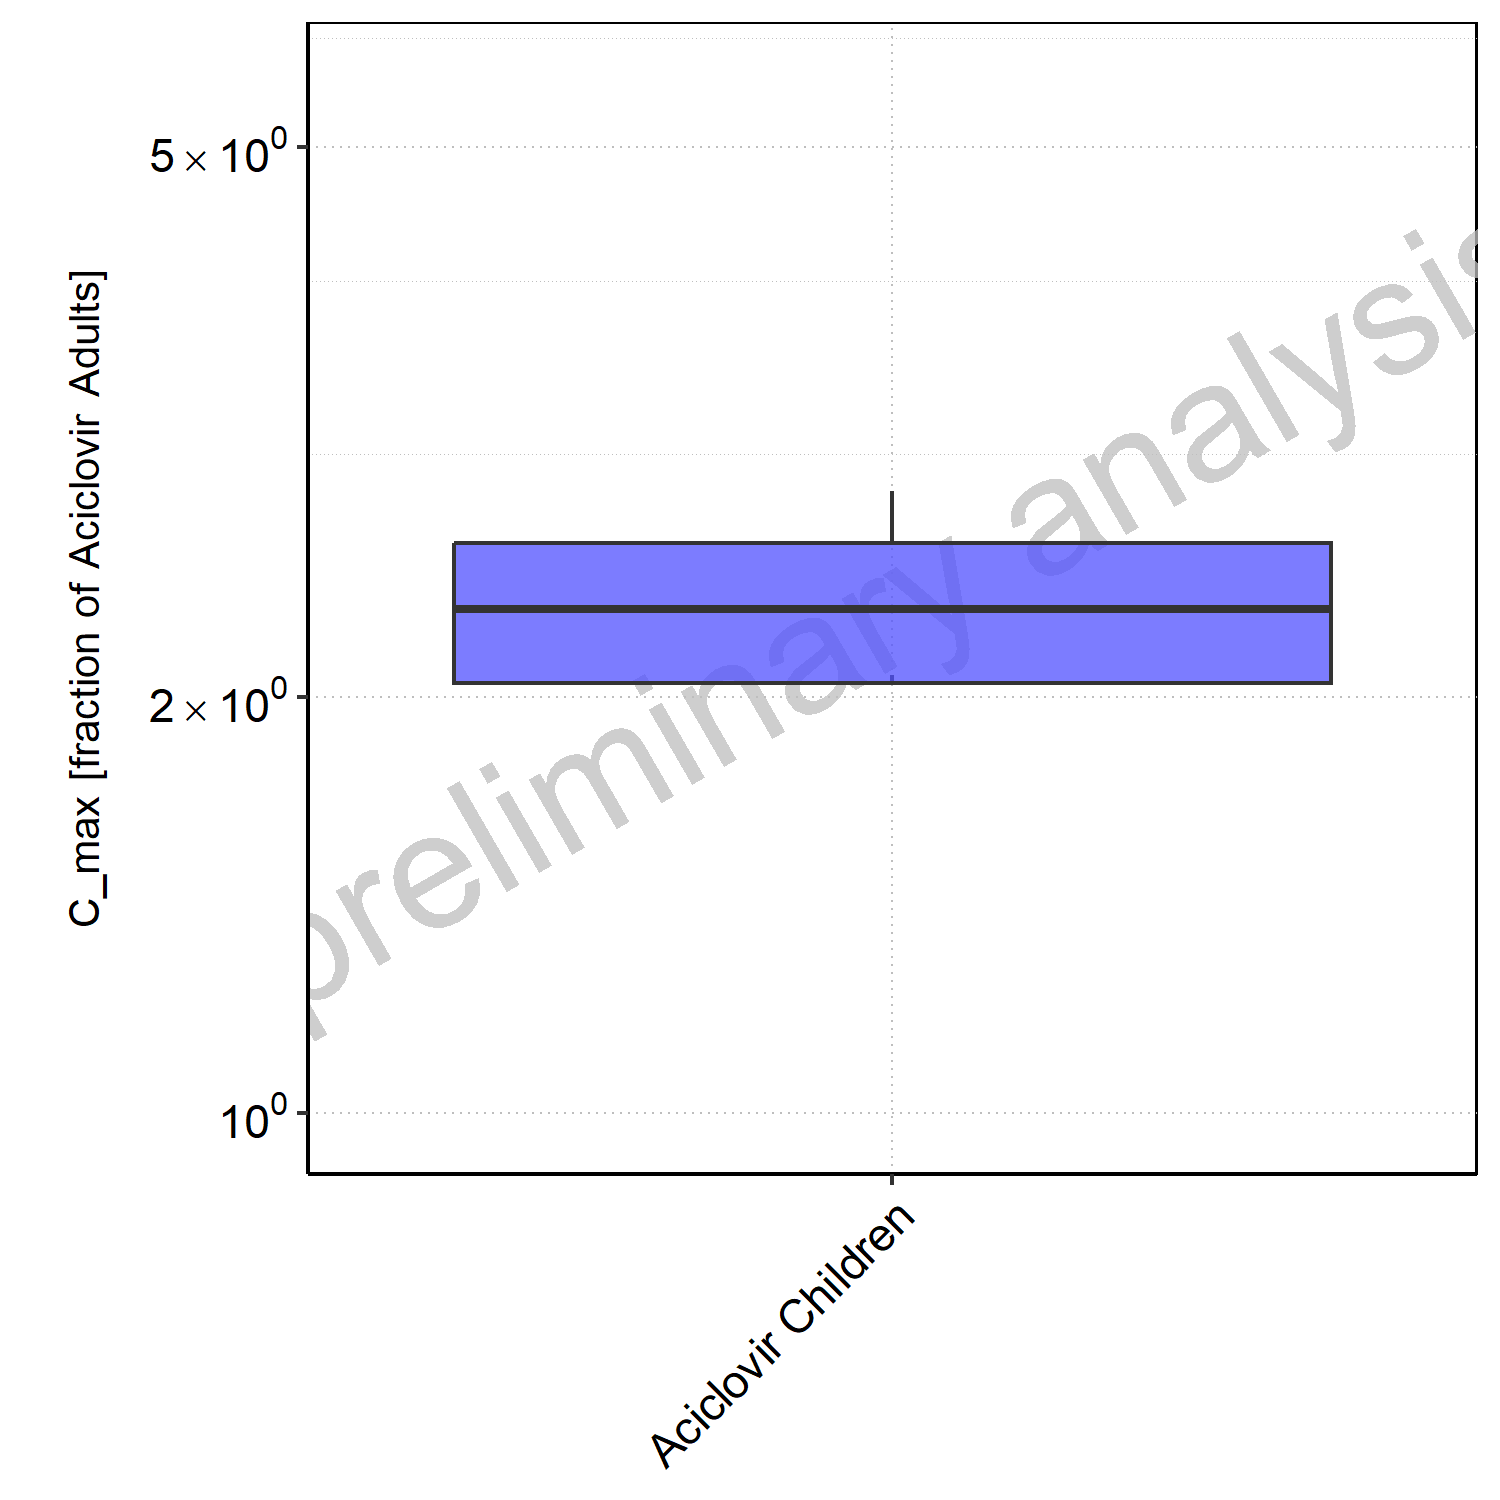 5 × 10⁰
2 × 10⁰
10⁰
C_max [fraction of Aciclovir Adults]
preliminary analysis
Aciclovir Children